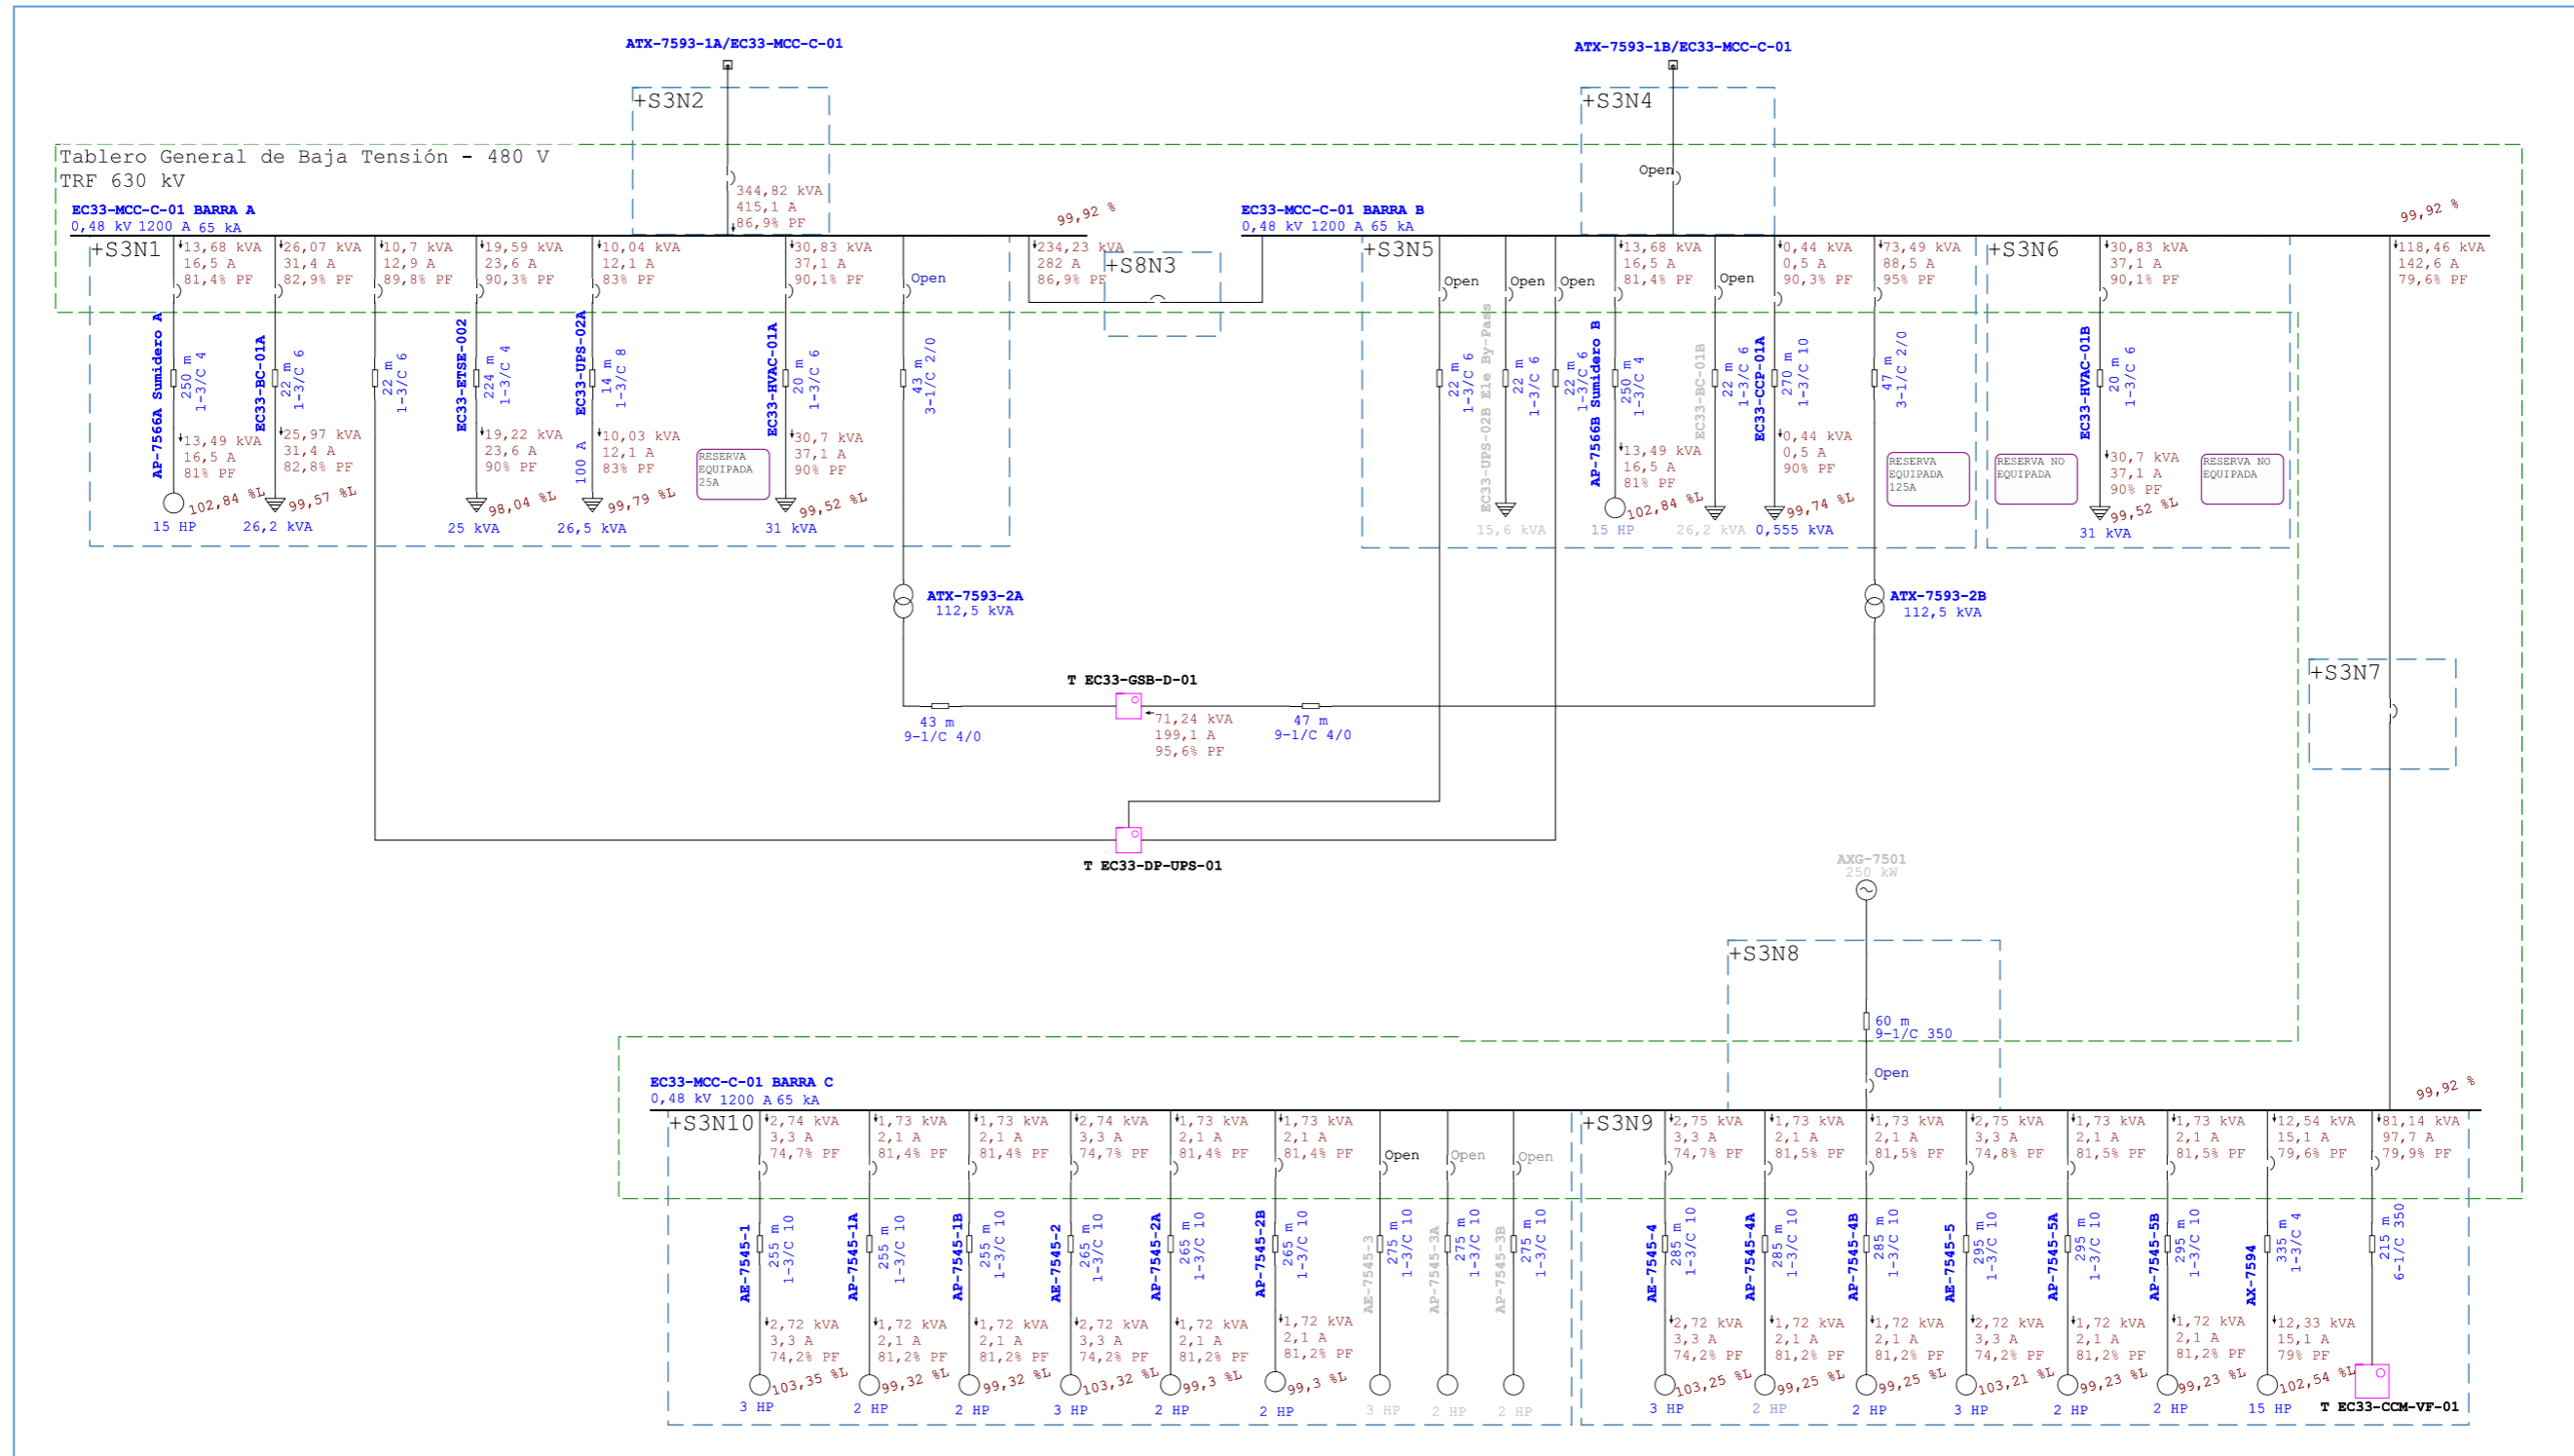 ATX-7593-1A/EC33-MCC-C-01
ATX-7593-1B/EC33-MCC-C-01
+S3N2
+S3N4
Tablero General de Baja Tensión - 480 V
TRF 630 kV
Open
344,82 kVA
415,1 A
86,9% PF
EC33-MCC-C-01 BARRA A
0,48 kV 1200 A 65 kA
99,92 %
EC33-MCC-C-01 BARRA B
0,48 kV 1200 A 65 kA
99,92 %
+S3N1
13,68 kVA
16,5 A
81,4% PF
26,07 kVA
31,4 A
82,9% PF
10,7 kVA
12,9 A
89,8% PF
19,59 kVA
23,6 A
90,3% PF
10,04 kVA
12,1 A
83% PF
30,83 kVA
37,1 A
90,1% PF
Open
234,23 kVA
282 A
86,9% PF
+S8N3
+S3N5
Open
Open
Open
13,68 kVA
16,5 A
81,4% PF
Open
0,44 kVA
0,5 A
90,3% PF
73,49 kVA
88,5 A
95% PF
+S3N6
30,83 kVA
37,1 A
90,1% PF
118,46 kVA
142,6 A
79,6% PF
AP-7566A Sumidero A
250 m
1-3/C 4
EC33-BC-01A
22 m
1-3/C 6
22 m
1-3/C 6
EC33-ETSE-002
224 m
1-3/C 4
100 A EC33-UPS-02A
14 m
1-3/C 8
EC33-HVAC-01A
20 m
1-3/C 6
43 m
3-1/C 2/0
22 m
1-3/C 6
EC33-UPS-02B Ele By-Pass
22 m
1-3/C 6
22 m
1-3/C 6
AP-7566B Sumidero B
250 m
1-3/C 4
EC33-BC-01B
22 m
1-3/C 6
EC33-CCP-01A
270 m
1-3/C 10
47 m
3-1/C 2/0
EC33-HVAC-01B
20 m
1-3/C 6
13,49 kVA
16,5 A
81% PF
25,97 kVA
31,4 A
82,8% PF
19,22 kVA
23,6 A
90% PF
10,03 kVA
12,1 A
83% PF
RESERVA
EQUIPADA
25A
30,7 kVA
37,1 A
90% PF
13,49 kVA
16,5 A
81% PF
0,44 kVA
0,5 A
90% PF
RESERVA
EQUIPADA
125A
RESERVA NO
EQUIPADA
30,7 kVA
37,1 A
90% PF
RESERVA NO
EQUIPADA
102,84 %L
99,57 %L
98,04 %L
99,79 %L
99,52 %L
102,84 %L
99,74 %L
99,52 %L
15 HP
26,2 kVA
25 kVA
26,5 kVA
31 kVA
15,6 kVA
15 HP
26,2 kVA
0,555 kVA
31 kVA
ATX-7593-2A
112,5 kVA
ATX-7593-2B
112,5 kVA
+S3N7
T EC33-GSB-D-01
43 m
9-1/C 4/0
71,24 kVA
199,1 A
95,6% PF
47 m
9-1/C 4/0
T EC33-DP-UPS-01
AXG-7501
250 kW
+S3N8
60 m
9-1/C 350
Open
EC33-MCC-C-01 BARRA C
0,48 kV 1200 A 65 kA
99,92 %
+S3N10
2,74 kVA
3,3 A
74,7% PF
1,73 kVA
2,1 A
81,4% PF
1,73 kVA
2,1 A
81,4% PF
2,74 kVA
3,3 A
74,7% PF
1,73 kVA
2,1 A
81,4% PF
1,73 kVA
2,1 A
81,4% PF
Open
Open
Open
+S3N9
2,75 kVA
3,3 A
74,7% PF
1,73 kVA
2,1 A
81,5% PF
1,73 kVA
2,1 A
81,5% PF
2,75 kVA
3,3 A
74,8% PF
1,73 kVA
2,1 A
81,5% PF
1,73 kVA
2,1 A
81,5% PF
12,54 kVA
15,1 A
79,6% PF
81,14 kVA
97,7 A
79,9% PF
AE-7545-1
255 m
1-3/C 10
AP-7545-1A
255 m
1-3/C 10
AP-7545-1B
255 m
1-3/C 10
AE-7545-2
265 m
1-3/C 10
AP-7545-2A
265 m
1-3/C 10
AP-7545-2B
265 m
1-3/C 10
AE-7545-3
275 m
1-3/C 10
AP-7545-3A
275 m
1-3/C 10
AP-7545-3B
275 m
1-3/C 10
AE-7545-4
285 m
1-3/C 10
AP-7545-4A
285 m
1-3/C 10
AP-7545-4B
285 m
1-3/C 10
AE-7545-5
295 m
1-3/C 10
AP-7545-5A
295 m
1-3/C 10
AP-7545-5B
295 m
1-3/C 10
AX-7594
335 m
1-3/C 4
215 m
6-1/C 350
2,72 kVA
3,3 A
74,2% PF
1,72 kVA
2,1 A
81,2% PF
1,72 kVA
2,1 A
81,2% PF
2,72 kVA
3,3 A
74,2% PF
1,72 kVA
2,1 A
81,2% PF
1,72 kVA
2,1 A
81,2% PF
2,72 kVA
3,3 A
74,2% PF
1,72 kVA
2,1 A
81,2% PF
1,72 kVA
2,1 A
81,2% PF
2,72 kVA
3,3 A
74,2% PF
1,72 kVA
2,1 A
81,2% PF
1,72 kVA
2,1 A
81,2% PF
12,33 kVA
15,1 A
79% PF
103,35 %L
99,32 %L
99,32 %L
103,32 %L
99,3 %L
99,3 %L
103,25 %L
99,25 %L
99,25 %L
103,21 %L
99,23 %L
99,23 %L
102,54 %L
3 HP
2 HP
2 HP
3 HP
2 HP
2 HP
3 HP
2 HP
2 HP
3 HP
2 HP
2 HP
3 HP
2 HP
2 HP
15 HP
T EC33-CCM-VF-01